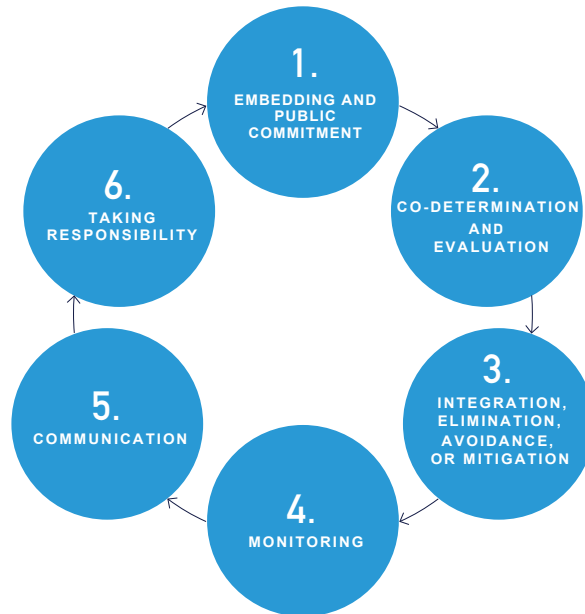 1.
EMBEDDING AND
PUBLIC
COMMITMENT
2.
CO-DETERMINATION
AND
EVALUATION
3.
INTEGRATION,
ELIMINATION,
AVOIDANCE,
OR MITIGATION
4.
MONITORING
5.
COMMUNICATION
6.
TAKING
RESPONSIBILITY